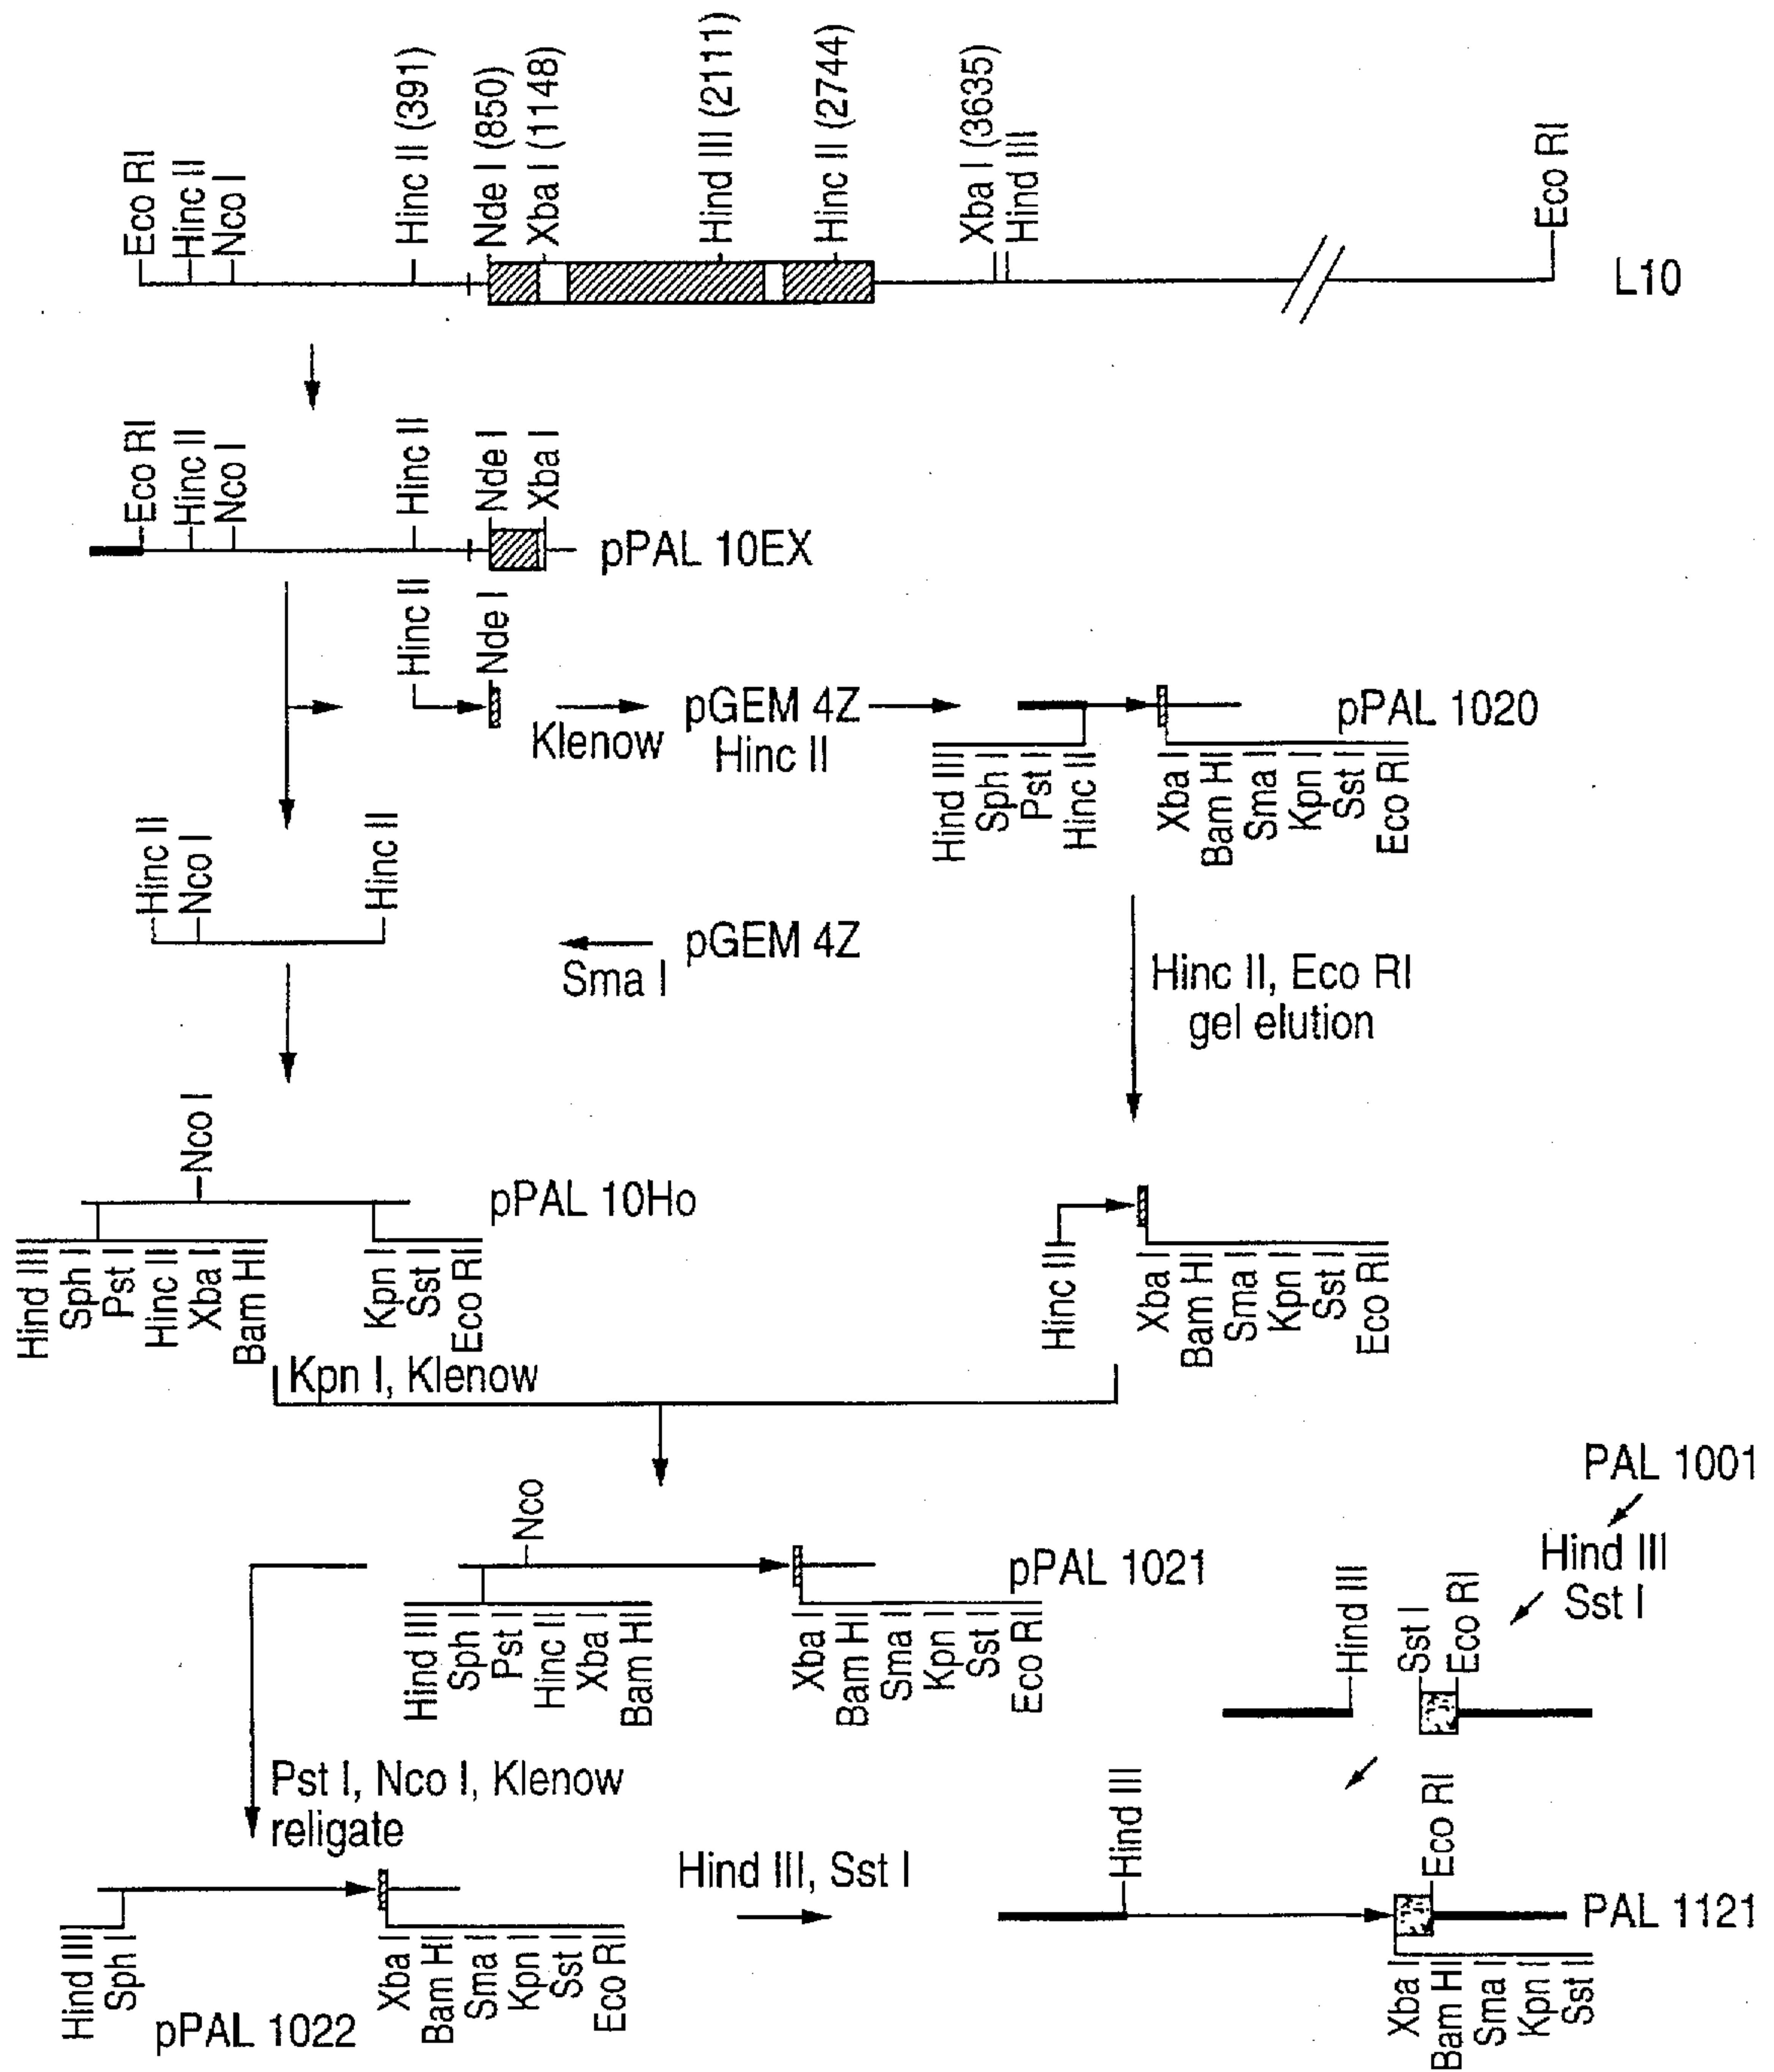 Eco RI
Hinc II
Nco I
Hinc II (391)
Nde I (850)
Xba I (1148)
Hind III (2111)
Hinc II (2744)
Xba I (3635)
Hind III
Eco RI
L10
Eco RI
Hinc II
Nco I
Hinc II
Nde I
Xba I
pPAL 10EX
Hinc II
Nde I
Klenow
pGEM 4Z
Hinc II
pPAL 1020
Hind III
Sph I
Pst I
Hinc II
Xba I
Bam HI
Sma I
Kpn I
Sst I
Eco RI
Hinc II
Nco I
Hinc II
pGEM 4Z
Sma I
Hinc II, Eco RI
gel elution
Nco I
pPAL 10Ho
Hind III
Sph I
Pst I
Hinc II
Xba I
Bam HI
Kpn I
Sst I
Eco RI
Hinc II
Xba I
Bam HI
Sma I
Kpn I
Sst I
Eco RI
Kpn I, Klenow
PAL 1001
Hind III
Sst I
Nco
pPAL 1021
Hind III
Sph I
Pst I
Hinc II
Xba I
Bam HI
Xba I
Bam HI
Sma I
Kpn I
Sst I
Eco RI
Hind III
Sst I
Eco RI
Pst I, Nco I, Klenow
religate
Hind III, Sst I
Hind III
Eco RI
PAL 1121
Hind III
Sph I
Xba I
Bam HI
Sma I
Kpn I
Sst I
Eco RI
pPAL 1022
Xba I
Bam HI
Sma I
Kpn I
Sst I